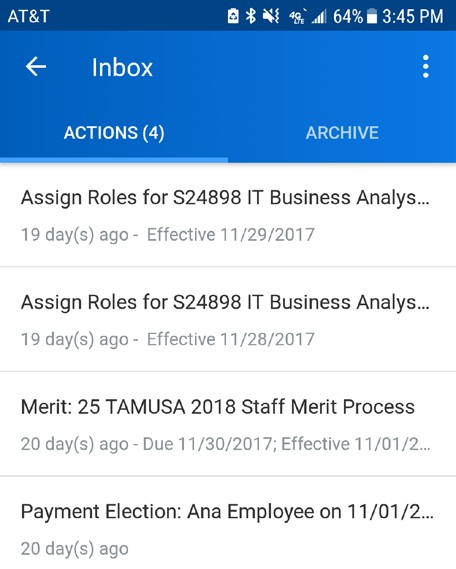 AT&T 4G LTE 64% 3:45 PM
Inbox
ACTIONS (4) ARCHIVE
Assign Roles for S24898 IT Business Analys...
19 day(s) ago - Effective 11/29/2017
Assign Roles for S24898 IT Business Analys...
19 day(s) ago - Effective 11/28/2017
Merit: 25 TAMUSA 2018 Staff Merit Process
20 day(s) ago - Due 11/30/2017; Effective 11/01/2...
Payment Election: Ana Employee on 11/01/2...
20 day(s) ago